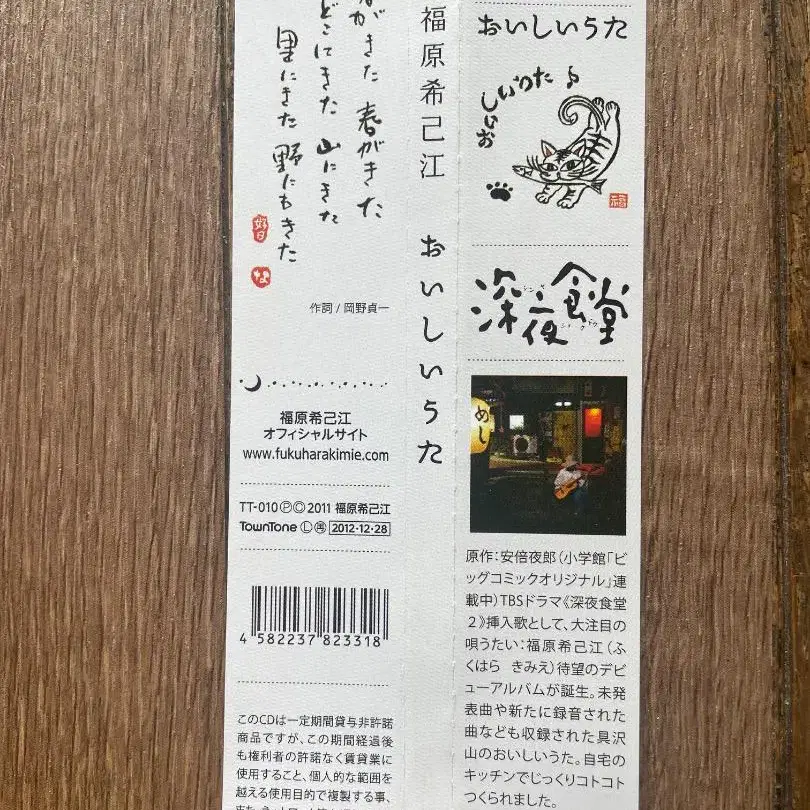 おいしいうた
おいしいうた
福
深夜食堂
シンヤ
ショクドウ
めし
原作：安倍夜郎（小学館「ビ
ッグコミックオリジナル」連
載中）TBSドラマ《深夜食堂
2》挿入歌として、大注目の
唄うたい：福原希己江（ふ
くはら きみえ）待望のデビ
ューアルバムが誕生。未発
表曲や新たに録音された
曲なども収録された具沢
山のおいしいうた。自宅の
キッチンでじっくりコトコト
つくられました。
福原希己江 おいしいうた
がきた 春がきた
どこにきた 山にきた
里にきた 野にもきた
な
作詞 / 岡野貞一
福原希己江
オフィシャルサイト
www.fukuharakimie.com
TT-010 Ⓟ Ⓒ 2011 福原希己江
TownTone Ⓛ ㊢ 2012・12・28
4 582237 823318
このCDは一定期間貸与非許諾
商品ですが、この期間経過後
も権利者の許諾なく賃貸業に
使用すること、個人的な範囲を
越える使用目的で複製する事、